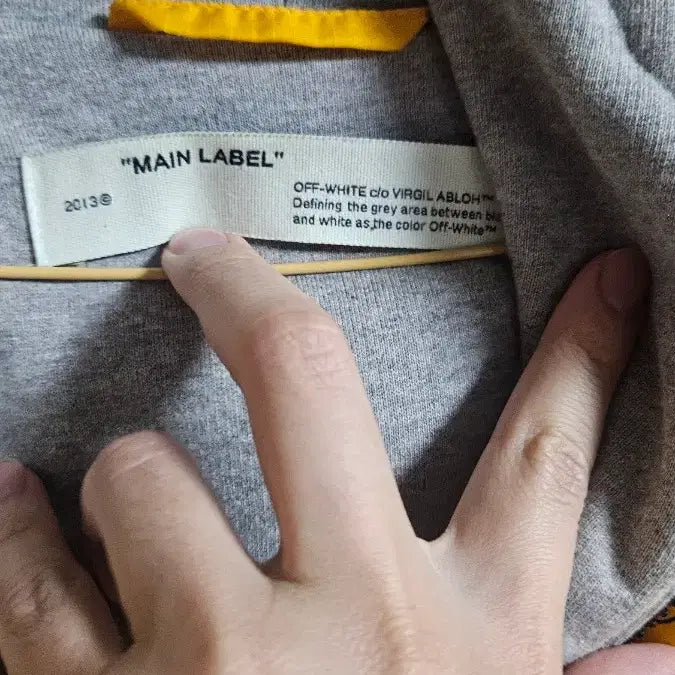 "MAIN LABEL"
2013©
OFF-WHITE c/o VIRGIL ABLOH™
Defining the grey area between
and white as the color Off-White™